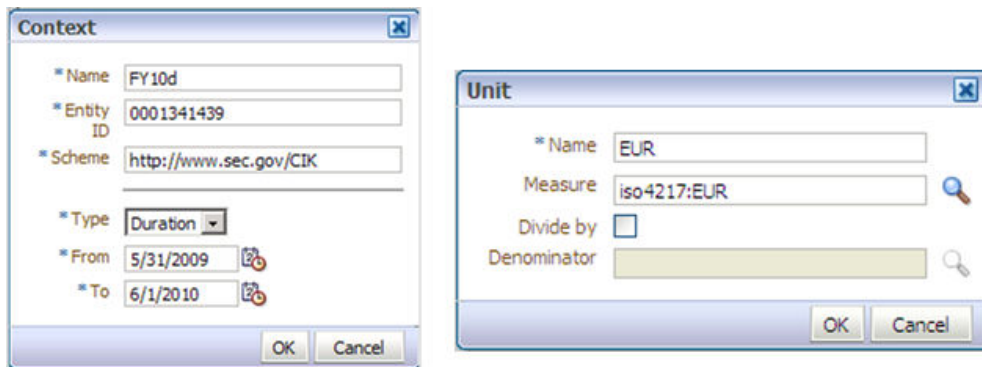 Context
* Name FY10d
* Entity ID 0001341439
* Scheme http://www.sec.gov/CIK
* Type Duration
* From 5/31/2009
* To 6/1/2010
OK Cancel
Unit
* Name EUR
Measure iso4217:EUR
Divide by
Denominator
OK Cancel